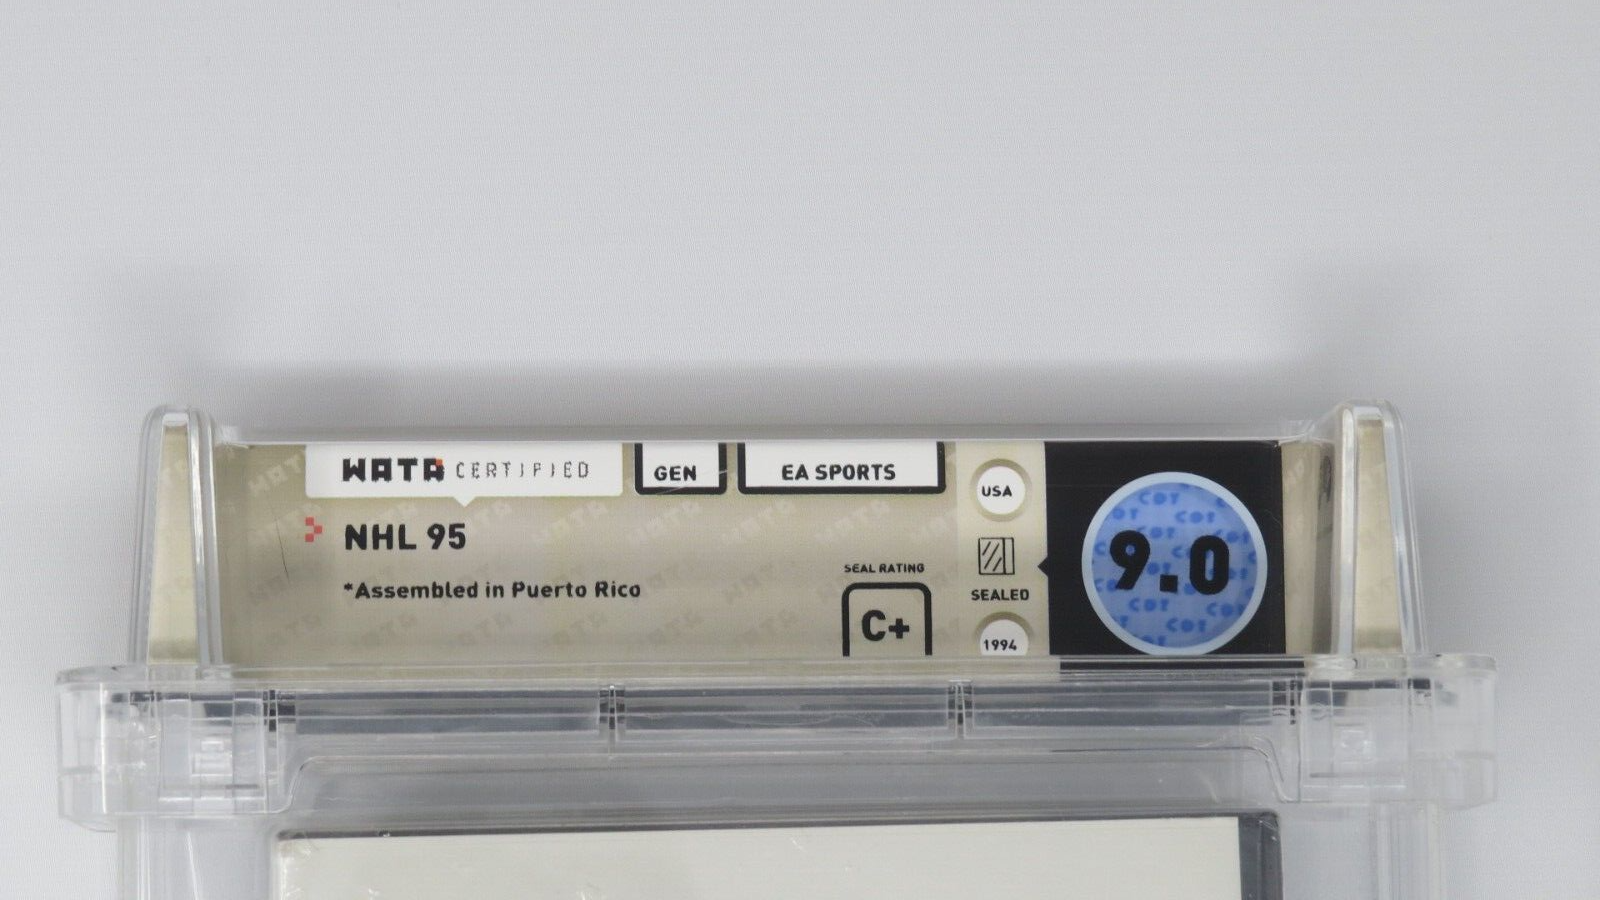 WATA CERTIFIED
GEN
EA SPORTS
NHL 95
*Assembled in Puerto Rico
SEAL RATING
C+
USA
SEALED
1994
9.0